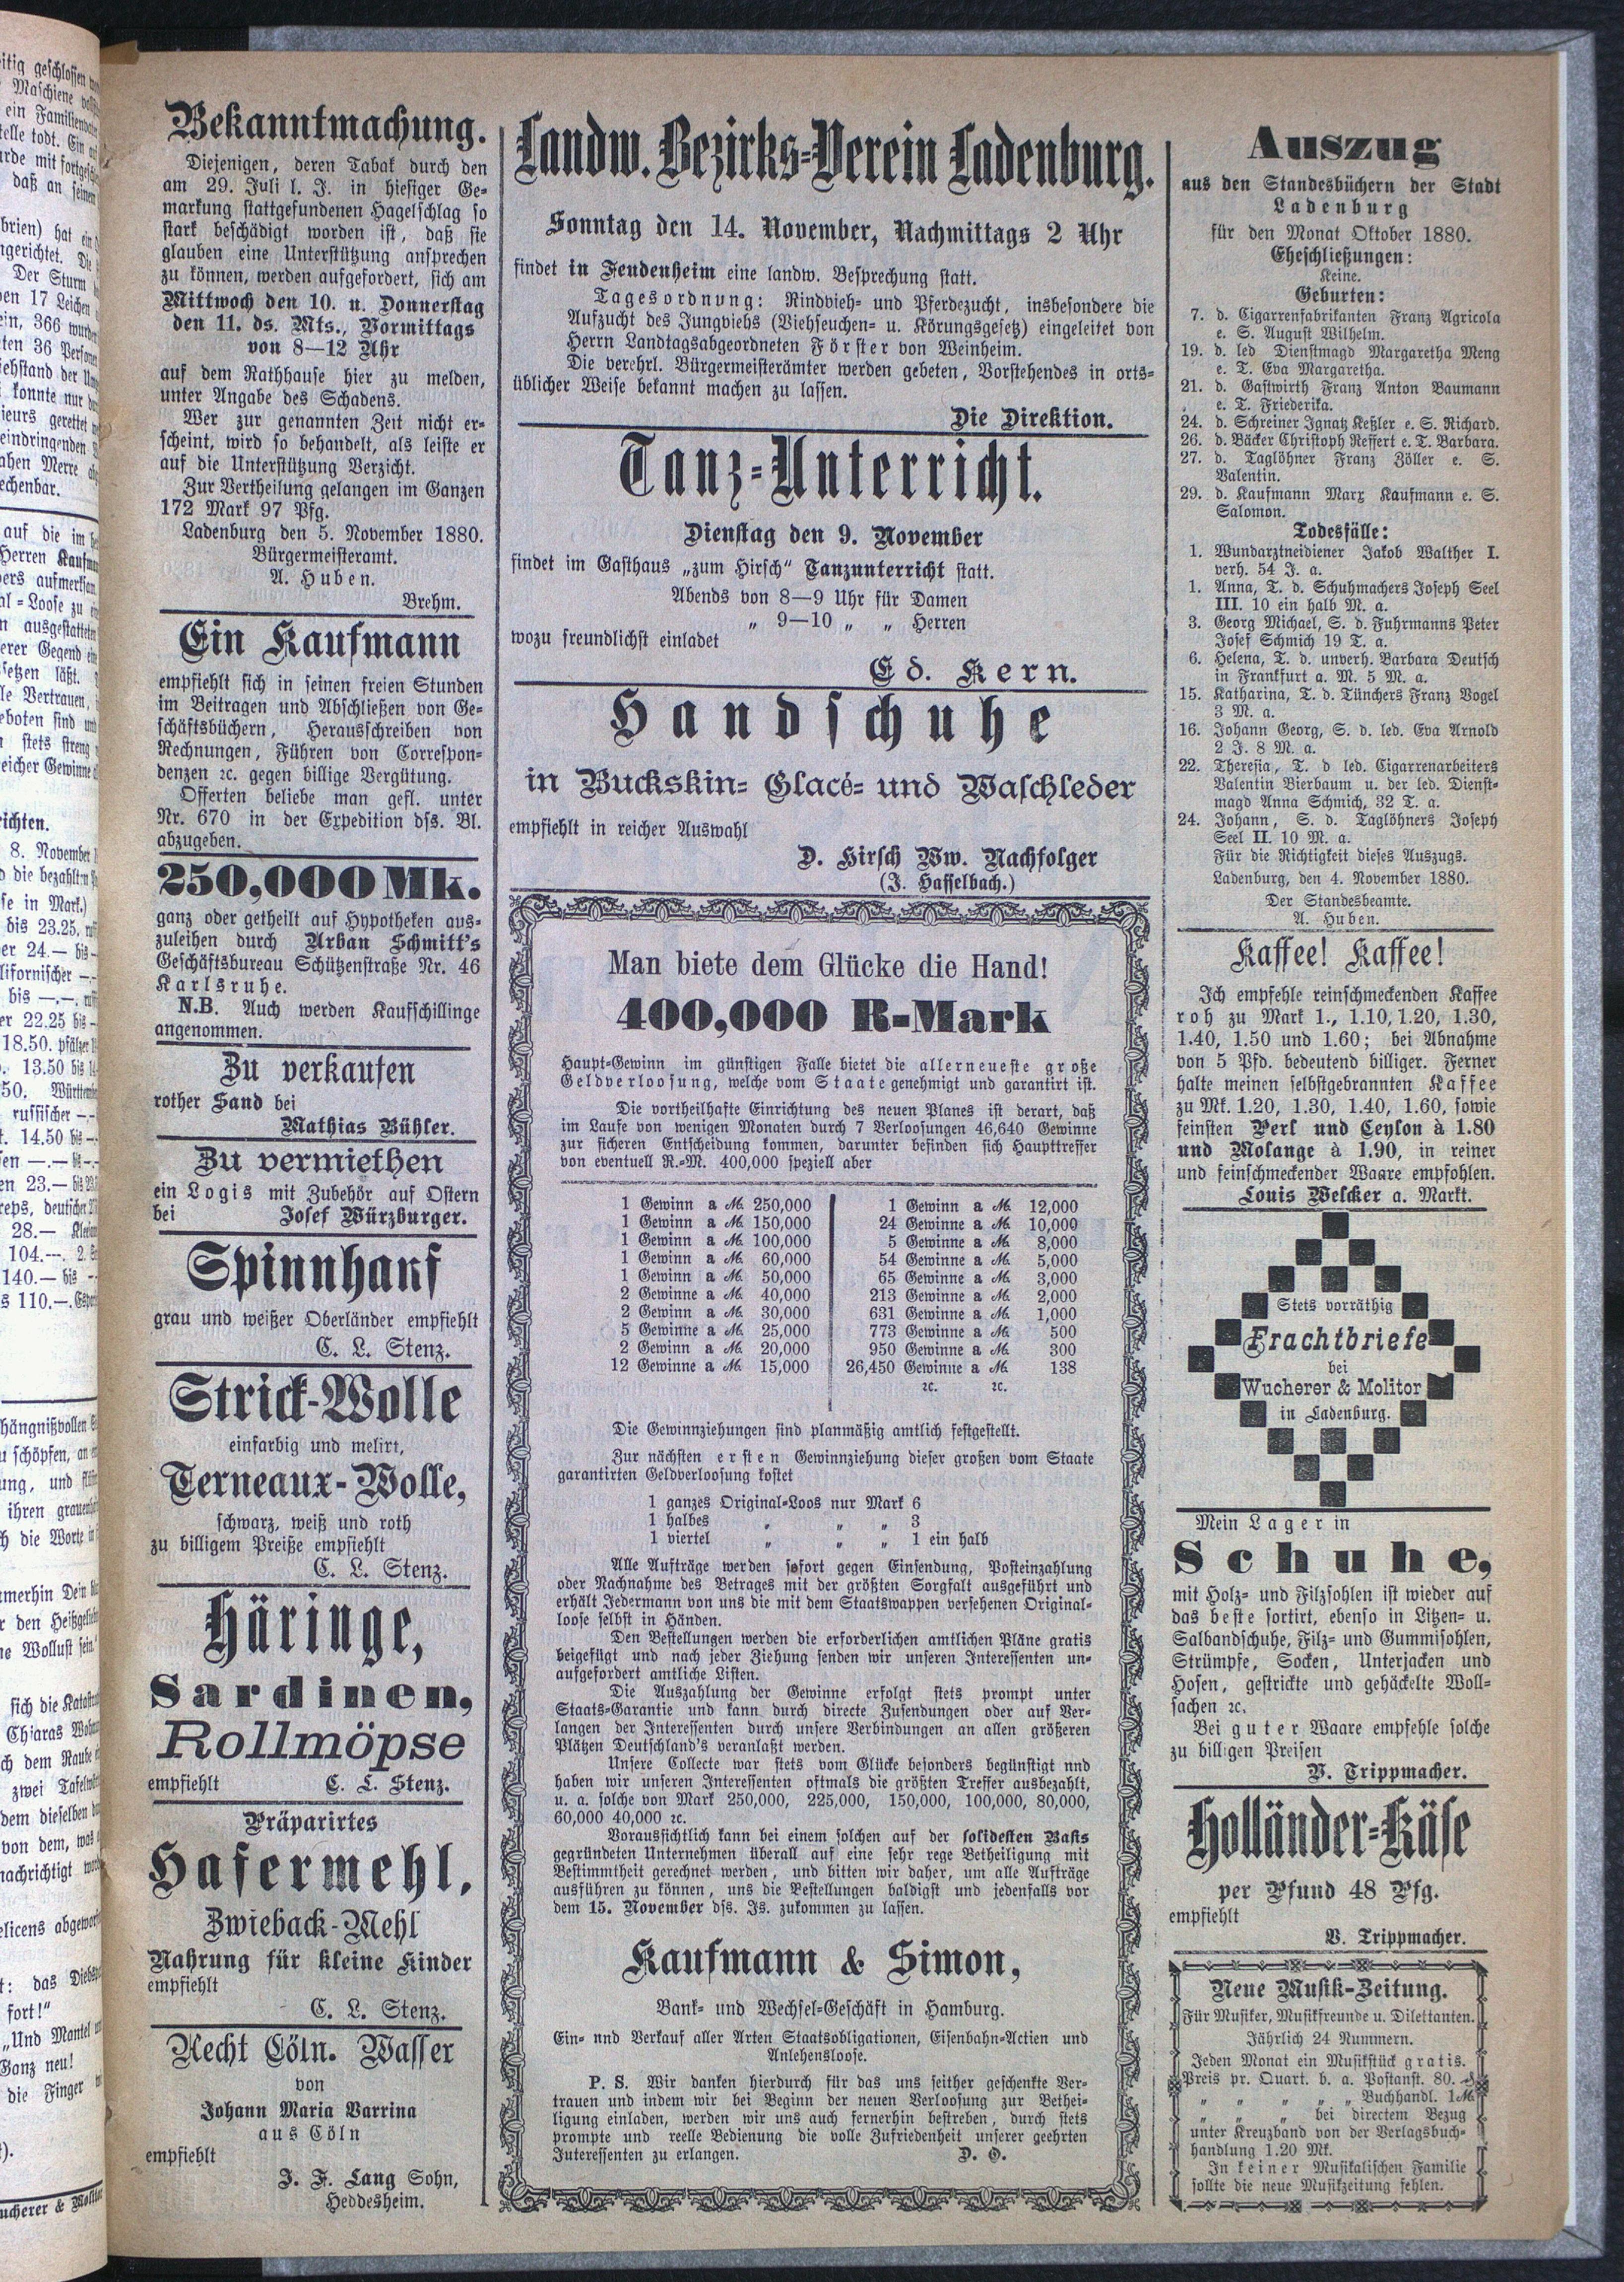 Bekanntmachung.
Diejenigen, deren Tabak durch den
am 29. Juli l. J. in hiesiger Ge-
markung stattgefundenen Hagelschlag so
stark beschädigt worden ist, daß sie
glauben eine Unterstützung ansprechen
zu können, werden aufgefordert, sich am
Mittwoch den 10. u. Donnerstag
den 11. ds. Mts., Vormittags
von 8—12 Uhr
auf dem Rathhause hier zu melden,
unter Angabe des Schadens.
Wer zur genannten Zeit nicht er-
scheint, wird so behandelt, als leiste er
auf die Unterstützung Verzicht.
Zur Vertheilung gelangen im Ganzen
172 Mark 97 Pfg.
Ladenburg den 5. November 1880.
Bürgermeisteramt.
A. Huben.
Brehm.
Ein Kaufmann
empfiehlt sich in seinen freien Stunden
im Beitragen und Abschließen von Ge-
schäftsbüchern, Herausschreiben von
Rechnungen, Führen von Correspon-
denzen ꝛc. gegen billige Vergütung.
Offerten beliebe man gefl. unter
Nr. 670 in der Expedition dss. Bl.
abzugeben.
250,000 Mk.
ganz oder getheilt auf Hypotheken aus-
zuleihen durch Urban Schmitt's
Geschäftsbureau Schützenstraße Nr. 46
Karlsruhe.
N.B. Auch werden Kaufschillinge
angenommen.
Zu verkaufen
rother Sand bei
Mathias Bühler.
Zu vermiethen
ein Logis mit Zubehör auf Ostern
bei Josef Würzburger.
Spinnhanf
grau und weißer Oberländer empfiehlt
C. L. Stenz.
Strick-Wolle
einfarbig und melirt,
Terneaux-Wolle,
schwarz, weiß und roth
zu billigem Preiße empfiehlt
C. L. Stenz.
Häringe,
Sardinen,
Rollmöpse
empfiehlt C. L. Stenz.
Präparirtes
Hafermehl,
Zwieback-Mehl
Nahrung für kleine Kinder
empfiehlt
C. L. Stenz.
Aecht Cöln. Wasser
von
Johann Maria Varrina
aus Cöln
empfiehlt
J. F. Lang Sohn,
Heddesheim.
Landw. Bezirks-Verein Ladenburg.
Sonntag den 14. November, Nachmittags 2 Uhr
findet in Feudenheim eine landw. Besprechung statt.
Tagesordnung: Rindvieh- und Pferdezucht, insbesondere die
Aufzucht des Jungviehs (Viehseuchen- u. Körungsgesetz) eingeleitet von
Herrn Landtagsabgeordneten Förster von Weinheim.
Die verehrl. Bürgermeisterämter werden gebeten, Vorstehendes in orts-
üblicher Weise bekannt machen zu lassen.
Die Direktion.
Tanz-Unterricht.
Dienstag den 9. November
findet im Gasthaus „zum Hirsch“ Tanzunterricht statt.
Abends von 8—9 Uhr für Damen
„ 9—10 „ „ Herren
wozu freundlichst einladet
Ed. Kern.
Handschuhe
in Buckskin- Glacé- und Waschleder
empfiehlt in reicher Auswahl
D. Hirsch Ww. Nachfolger
(J. Hasselbach.)
Man biete dem Glücke die Hand!
400,000 R-Mark
Haupt-Gewinn im günstigen Falle bietet die allerneueste große
Geldverloosung, welche vom Staate genehmigt und garantirt ist.
Die vortheilhafte Einrichtung des neuen Planes ist derart, daß
im Laufe von wenigen Monaten durch 7 Verloosungen 46,640 Gewinne
zur sicheren Entscheidung kommen, darunter befinden sich Haupttreffer
von eventuell R.-M. 400,000 speziell aber
1 Gewinn a M. 250,000
1 Gewinn a M. 150,000
1 Gewinn a M. 100,000
1 Gewinn a M. 60,000
1 Gewinn a M. 50,000
2 Gewinne a M. 40,000
2 Gewinn a M. 30,000
5 Gewinne a M. 25,000
2 Gewinn a M. 20,000
12 Gewinne a M. 15,000
1 Gewinn a M. 12,000
24 Gewinne a M. 10,000
5 Gewinne a M. 8,000
54 Gewinne a M. 5,000
65 Gewinne a M. 3,000
213 Gewinne a M. 2,000
631 Gewinne a M. 1,000
773 Gewinne a M. 500
950 Gewinne a M. 300
26,450 Gewinne a M. 138
ꝛc. ꝛc.
Die Gewinnziehungen sind planmäßig amtlich festgestellt.
Zur nächsten ersten Gewinnziehung dieser großen vom Staate
garantirten Geldverloosung kostet
1 ganzes Original-Loos nur Mark 6
1 halbes „ „ „ 3
1 viertel „ „ „ 1 ein halb
Alle Aufträge werden sofort gegen Einsendung, Posteinzahlung
oder Nachnahme des Betrages mit der größten Sorgfalt ausgeführt und
erhält Jedermann von uns die mit dem Staatswappen versehenen Original-
loose selbst in Händen.
Den Bestellungen werden die erforderlichen amtlichen Pläne gratis
beigefügt und nach jeder Ziehung senden wir unseren Interessenten un-
aufgefordert amtliche Listen.
Die Auszahlung der Gewinne erfolgt stets prompt unter
Staats-Garantie und kann durch directe Zusendungen oder auf Ver-
langen der Interessenten durch unsere Verbindungen an allen größeren
Plätzen Deutschland's veranlaßt werden.
Unsere Collecte war stets vom Glücke besonders begünstigt nnd
haben wir unseren Interessenten oftmals die größten Treffer ausbezahlt,
u. a. solche von Mark 250,000, 225,000, 150,000, 100,000, 80,000,
60,000 40,000 ꝛc.
Voraussichtlich kann bei einem solchen auf der solidesten Basis
gegründeten Unternehmen überall auf eine sehr rege Betheiligung mit
Bestimmtheit gerechnet werden, und bitten wir daher, um alle Aufträge
ausführen zu können, uns die Bestellungen baldigst und jedenfalls vor
dem 15. November dss. Js. zukommen zu lassen.
Kaufmann & Simon,
Bank- und Wechsel-Geschäft in Hamburg.
Ein- nnd Verkauf aller Arten Staatsobligationen, Eisenbahn-Actien und
Anlehensloose.
P. S. Wir danken hierdurch für das uns seither geschenkte Ver-
trauen und indem wir bei Beginn der neuen Verloosung zur Bethei-
ligung einladen, werden wir uns auch fernerhin bestreben, durch stets
prompte und reelle Bedienung die volle Zufriedenheit unserer geehrten
Interessenten zu erlangen. D. O.
Auszug
aus den Standesbüchern der Stadt
Ladenburg
für den Monat Oktober 1880.
Eheschließungen:
Keine.
Geburten:
7. d. Cigarrenfabrikanten Franz Agricola
e. S. August Wilhelm.
19. d. led Dienstmagd Margaretha Meng
e. T. Eva Margaretha.
21. d. Gastwirth Franz Anton Baumann
e. T. Friederika.
24. d. Schreiner Ignatz Keßler e. S. Richard.
26. d. Bäcker Christoph Reffert e. T. Barbara.
27. d. Taglöhner Franz Zöller e. S.
Valentin.
29. d. Kaufmann Marx Kaufmann e. S.
Salomon.
Todesfälle:
1. Wundarztneidiener Jakob Walther I.
verh. 54 J. a.
1. Anna, T. d. Schuhmachers Joseph Seel
III. 10 ein halb M. a.
3. Georg Michael, S. d. Fuhrmanns Peter
Josef Schmich 19 T. a.
6. Helena, T. d. unverh. Barbara Deutsch
in Frankfurt a. M. 5 M. a.
15. Katharina, T. d. Tünchers Franz Vogel
3 M. a.
16. Johann Georg, S. d. led. Eva Arnold
2 J. 8 M. a.
22. Theresia, T. d led. Cigarrenarbeiters
Valentin Bierbaum u. der led. Dienst-
magd Anna Schmich, 32 T. a.
24. Johann, S. d. Taglöhners Joseph
Seel II. 10 M. a.
Für die Richtigkeit dieses Auszugs.
Ladenburg, den 4. November 1880.
Der Standesbeamte.
A. Huben.
Kaffee! Kaffee!
Ich empfehle reinschmeckenden Kaffee
roh zu Mark 1., 1.10, 1.20, 1.30,
1.40, 1.50 und 1.60; bei Abnahme
von 5 Pfd. bedeutend billiger. Ferner
halte meinen selbstgebrannten Kaffee
zu Mk. 1.20, 1.30, 1.40, 1.60, sowie
feinsten Perl und Ceylon à 1.80
und Molange à 1.90, in reiner
und feinschmeckender Waare empfohlen.
Louis Welcker a. Markt.
Stets vorräthig
Frachtbriefe
bei
Wucherer & Molitor
in Ladenburg.
Mein Lager in
Schuhe,
mit Holz- und Filzsohlen ist wieder auf
das beste sortirt, ebenso in Litzen- u.
Salbandschuhe, Filz- und Gummisohlen,
Strümpfe, Socken, Unterjacken und
Hosen, gestrickte und gehäckelte Woll-
sachen ꝛc.
Bei guter Waare empfehle solche
zu billigen Preisen
V. Trippmacher.
Holländer-Käse
per Pfund 48 Pfg.
empfiehlt
V. Trippmacher.
Neue Musik-Zeitung.
Für Musiker, Musikfreunde u. Dilettanten.
Jährlich 24 Nummern.
Jeden Monat ein Musikstück gratis.
Preis pr. Quart. b. a. Postanst. 80.
„ „ „ „ „ Buchhandl. 1 M
„ „ „ bei directem Bezug
unter Kreuzband von der Verlagsbuch-
handlung 1.20 Mk.
In keiner Musikalischen Familie
sollte die neue Musikzeitung fehlen.